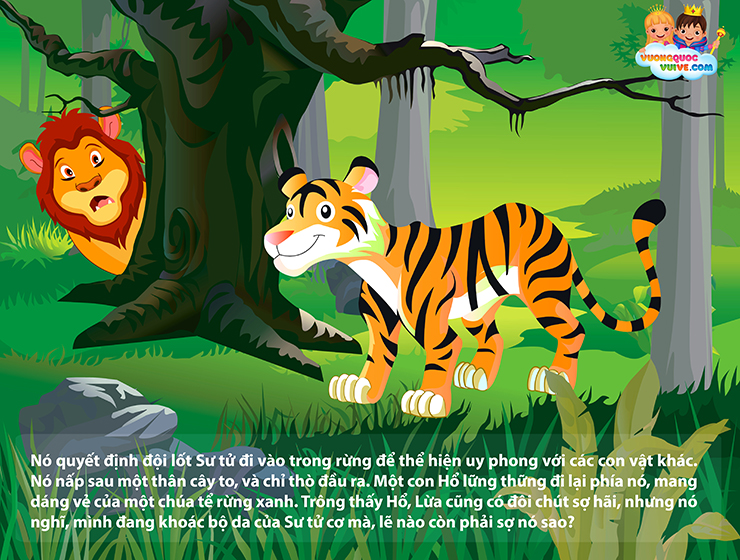 VUONGQUOC
VUIVE.COM
Nó quyết định đội lốt Sư tử đi vào trong rừng để thể hiện uy phong với các con vật khác.
Nó nấp sau một thân cây to, và chỉ thò đầu ra. Một con Hổ lững thững đi lại phía nó, mang
dáng vẻ của một chúa tể rừng xanh. Trông thấy Hổ, Lừa cũng có đôi chút sợ hãi, nhưng nó
nghĩ, mình đang khoác bộ da của Sư tử cơ mà, lẽ nào còn phải sợ nó sao?